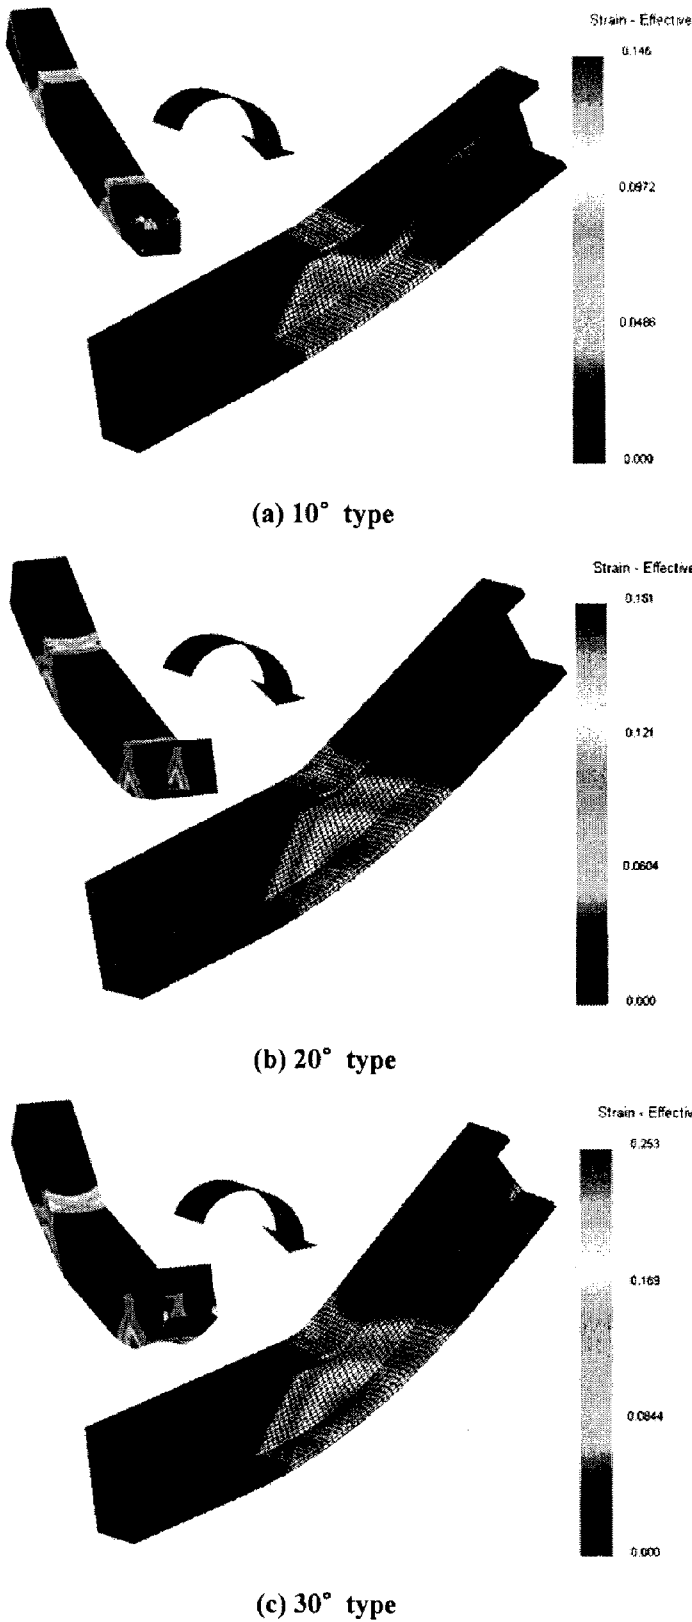 Strain - Effective
0.146
0.0972
0.0486
0.000
(a) 10° type
Strain - Effective
0.181
0.121
0.0604
0.000
(b) 20° type
Strain - Effectiv
0.253
0.169
0.0844
0.000
(c) 30° type